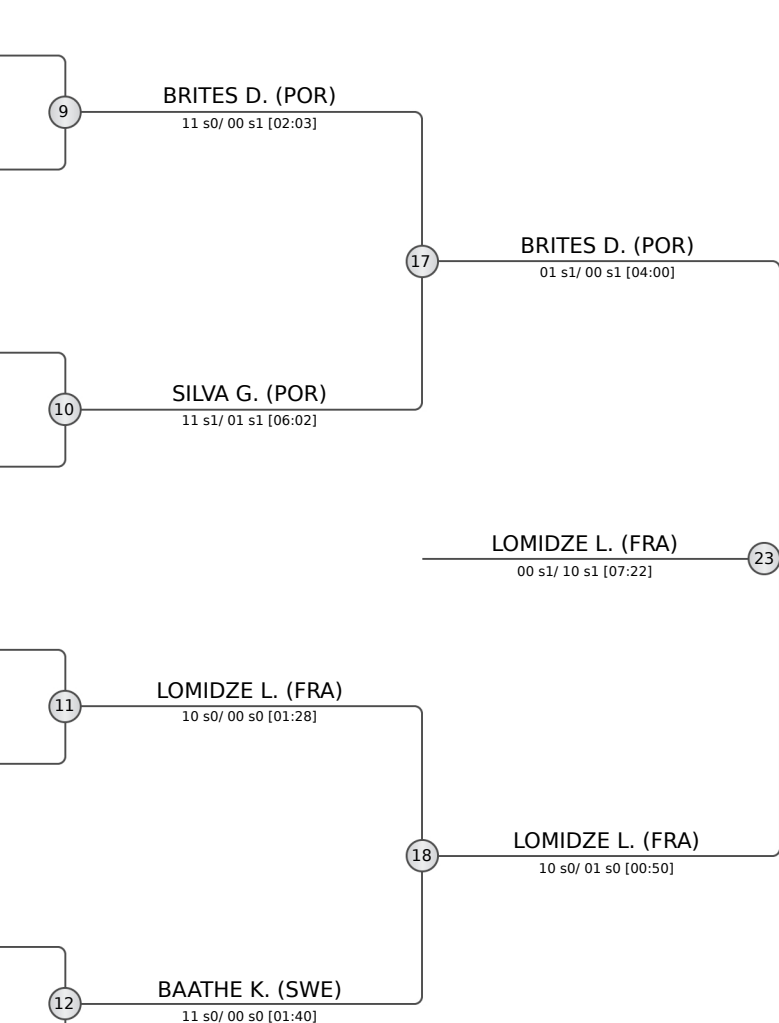 BRITES D. (POR)
9
11 s0/ 00 s1 [02:03]
BRITES D. (POR)
17
01 s1/ 00 s1 [04:00]
SILVA G. (POR)
10
11 s1/ 01 s1 [06:02]
LOMIDZE L. (FRA)
23
00 s1/ 10 s1 [07:22]
LOMIDZE L. (FRA)
11
10 s0/ 00 s0 [01:28]
LOMIDZE L. (FRA)
18
10 s0/ 01 s0 [00:50]
BAATHE K. (SWE)
12
11 s0/ 00 s0 [01:40]